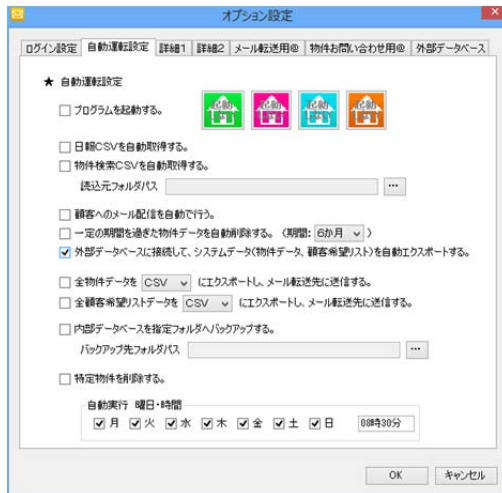 オプション設定
ログイン設定 自動運転設定 詳細1 詳細2 メール転送用@ 物件お問い合わせ用@ 外部データベース
★ 自動運転設定
プログラムを起動する。 起動 起動 起動 起動
日報CSVを自動取得する。
物件検索CSVを自動取得する。
読込元フォルダパス ...
顧客へのメール配信を自動で行う。
一定の期間を過ぎた物件データを自動削除する。 (期間: 6か月 )
外部データベースに接続して、システムデータ(物件データ、顧客希望リスト)を自動エクスポートする。
全物件データを CSV にエクスポートし、メール転送先に送信する。
全顧客希望リストデータを CSV にエクスポートし、メール転送先に送信する。
内部データベースを指定フォルダへバックアップする。
バックアップ先フォルダパス ...
特定物件を削除する。
自動実行 曜日・時間
月 火 水 木 金 土 日 08時30分
OK キャンセル